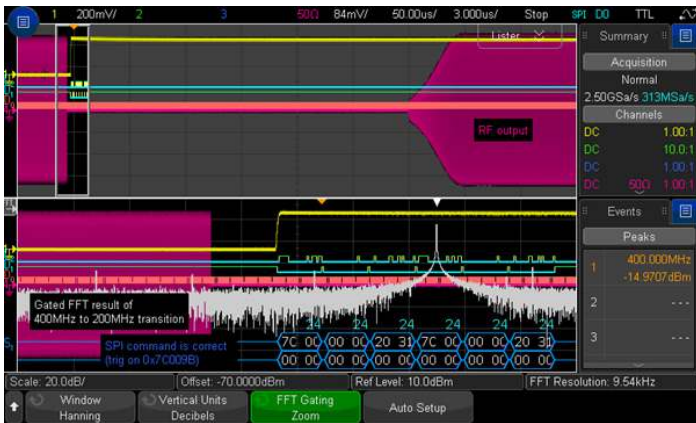 1 200mV/ 2 3 50Ω 84mV/ 50.00us/ 3.000us/ Stop SPI D0 TTL
Lister
Summary
Acquisition
Normal
2.50GSa/s 313MSa/s
Channels
DC 1.00:1
DC 10.0:1
DC 1.00:1
DC 50Ω 1.00:1
RF output
Events
Peaks
1 400.000MHz
-14.9707dBm
2 ---
3 ---
Gated FFT result of
400MHz to 200MHz transition
24 24 24 24 24 24
SPI command is correct
(trig on 0x7C009B)
S₁
7C 00 00 00 20 31 7C 00 00 00 20 31
00 00 00 00 00 00 00 00 00 00 00 00
Scale: 20.0dB/ Offset: -70.0000dBm Ref Level: 10.0dBm FFT Resolution: 9.54kHz
Window
Hanning
Vertical Units
Decibels
FFT Gating
Zoom
Auto Setup